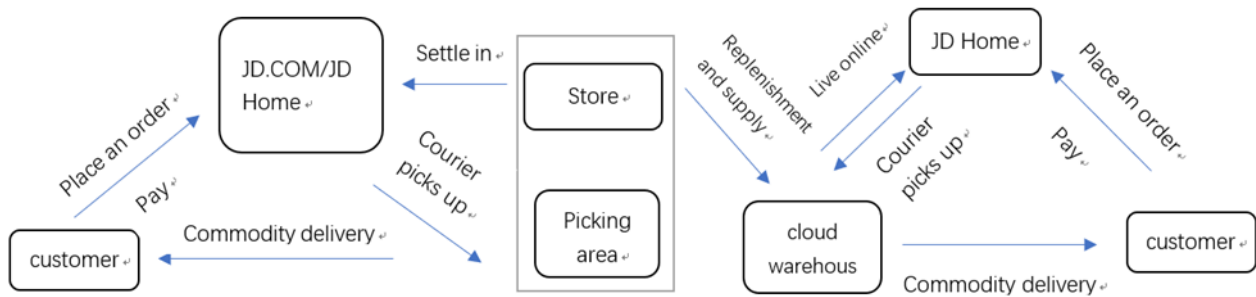 JD.COM/JD
Home
Settle in
Store
Picking
area
Place an order
Pay
Courier
picks up
Commodity delivery
customer
Replenishment
and supply
Live online
JD Home
Courier
picks up
Place an order
Pay
cloud
warehous
Commodity delivery
customer